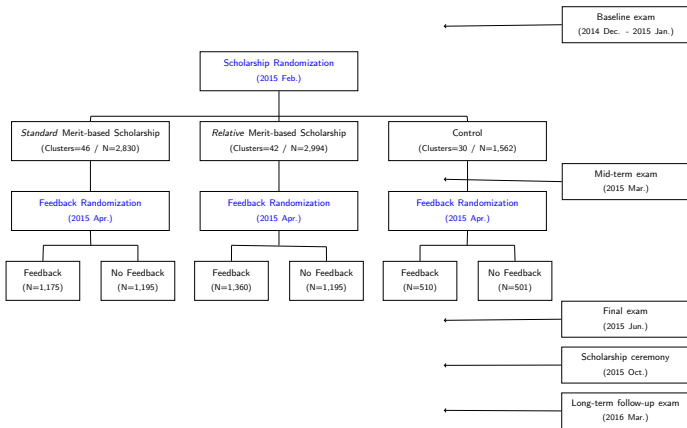 Baseline exam
(2014 Dec. - 2015 Jan.)
Scholarship Randomization
(2015 Feb.)
Standard Merit-based Scholarship
(Clusters=46 / N=2,830)
Relative Merit-based Scholarship
(Clusters=42 / N=2,994)
Control
(Clusters=30 / N=1,562)
Mid-term exam
(2015 Mar.)
Feedback Randomization
(2015 Apr.)
Feedback Randomization
(2015 Apr.)
Feedback Randomization
(2015 Apr.)
Feedback
(N=1,175)
No Feedback
(N=1,195)
Feedback
(N=1,360)
No Feedback
(N=1,195)
Feedback
(N=510)
No Feedback
(N=501)
Final exam
(2015 Jun.)
Scholarship ceremony
(2015 Oct.)
Long-term follow-up exam
(2016 Mar.)